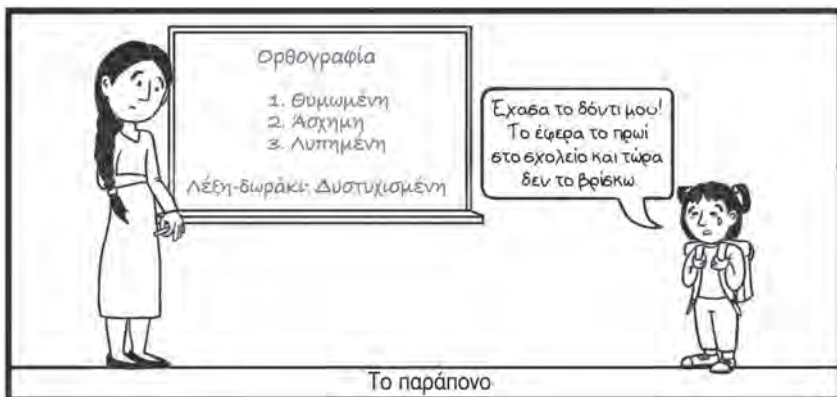 Ορθογραφία
1. Θυμωμένη
2. Άσχημη
3. Λυπημένη
Λέξη-δωράκι: Δυστυχισμένη
Έχασα το δόντι μου!
Το έφερα το πρωί
στο σχολείο και τώρα
δεν το βρίσκω.
Το παράπονο